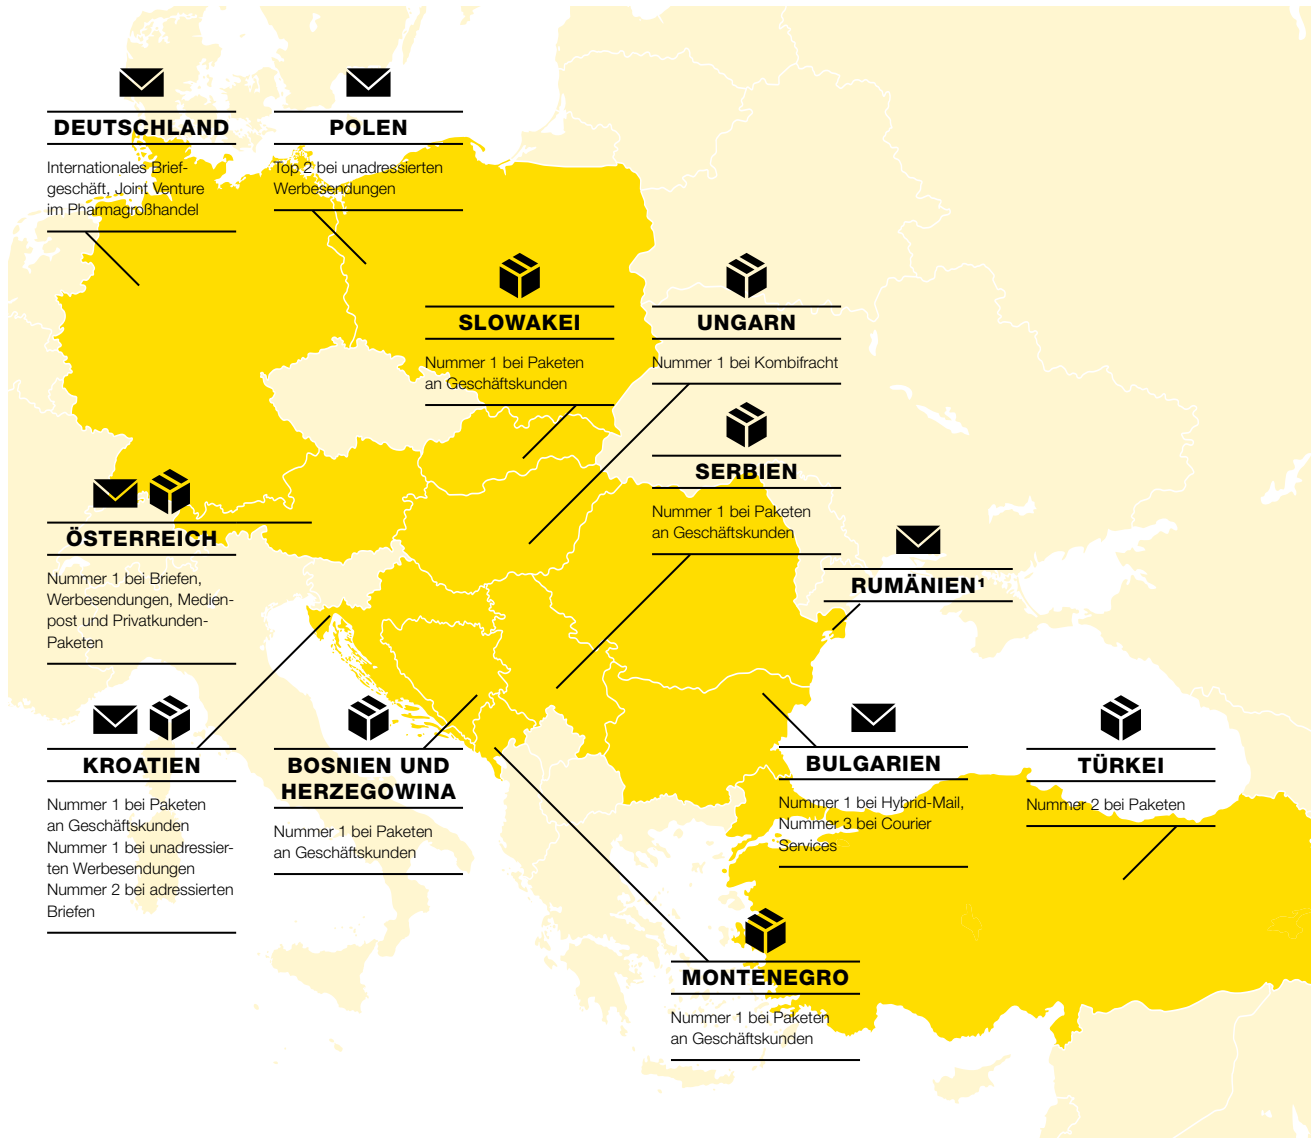 DEUTSCHLAND
Internationales Brief-
geschäft, Joint Venture
im Pharmagroßhandel
POLEN
Top 2 bei unadressierten
Werbesendungen
SLOWAKEI
Nummer 1 bei Paketen
an Geschäftskunden
UNGARN
Nummer 1 bei Kombifracht
SERBIEN
Nummer 1 bei Paketen
an Geschäftskunden
ÖSTERREICH
Nummer 1 bei Briefen,
Werbesendungen, Medien-
post und Privatkunden-
Paketen
RUMÄNIEN¹
KROATIEN
Nummer 1 bei Paketen
an Geschäftskunden
Nummer 1 bei unadressier-
ten Werbesendungen
Nummer 2 bei adressierten
Briefen
BOSNIEN UND
HERZEGOWINA
Nummer 1 bei Paketen
an Geschäftskunden
BULGARIEN
Nummer 1 bei Hybrid-Mail,
Nummer 3 bei Courier
Services
TÜRKEI
Nummer 2 bei Paketen
MONTENEGRO
Nummer 1 bei Paketen
an Geschäftskunden